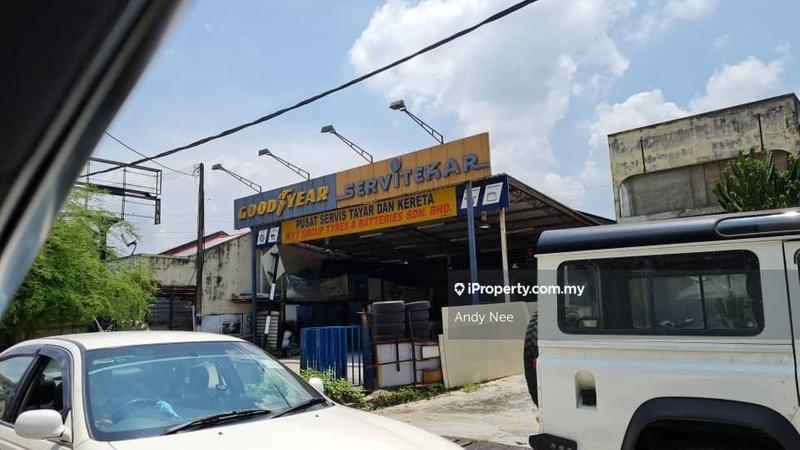 GOODYEAR SERVITEKAR
PUSAT SERVIS TAYAR DAN KERETA
WYY GROUP TYRES & BATTERIES SDN. BHD.
iProperty.com.my
Andy Nee